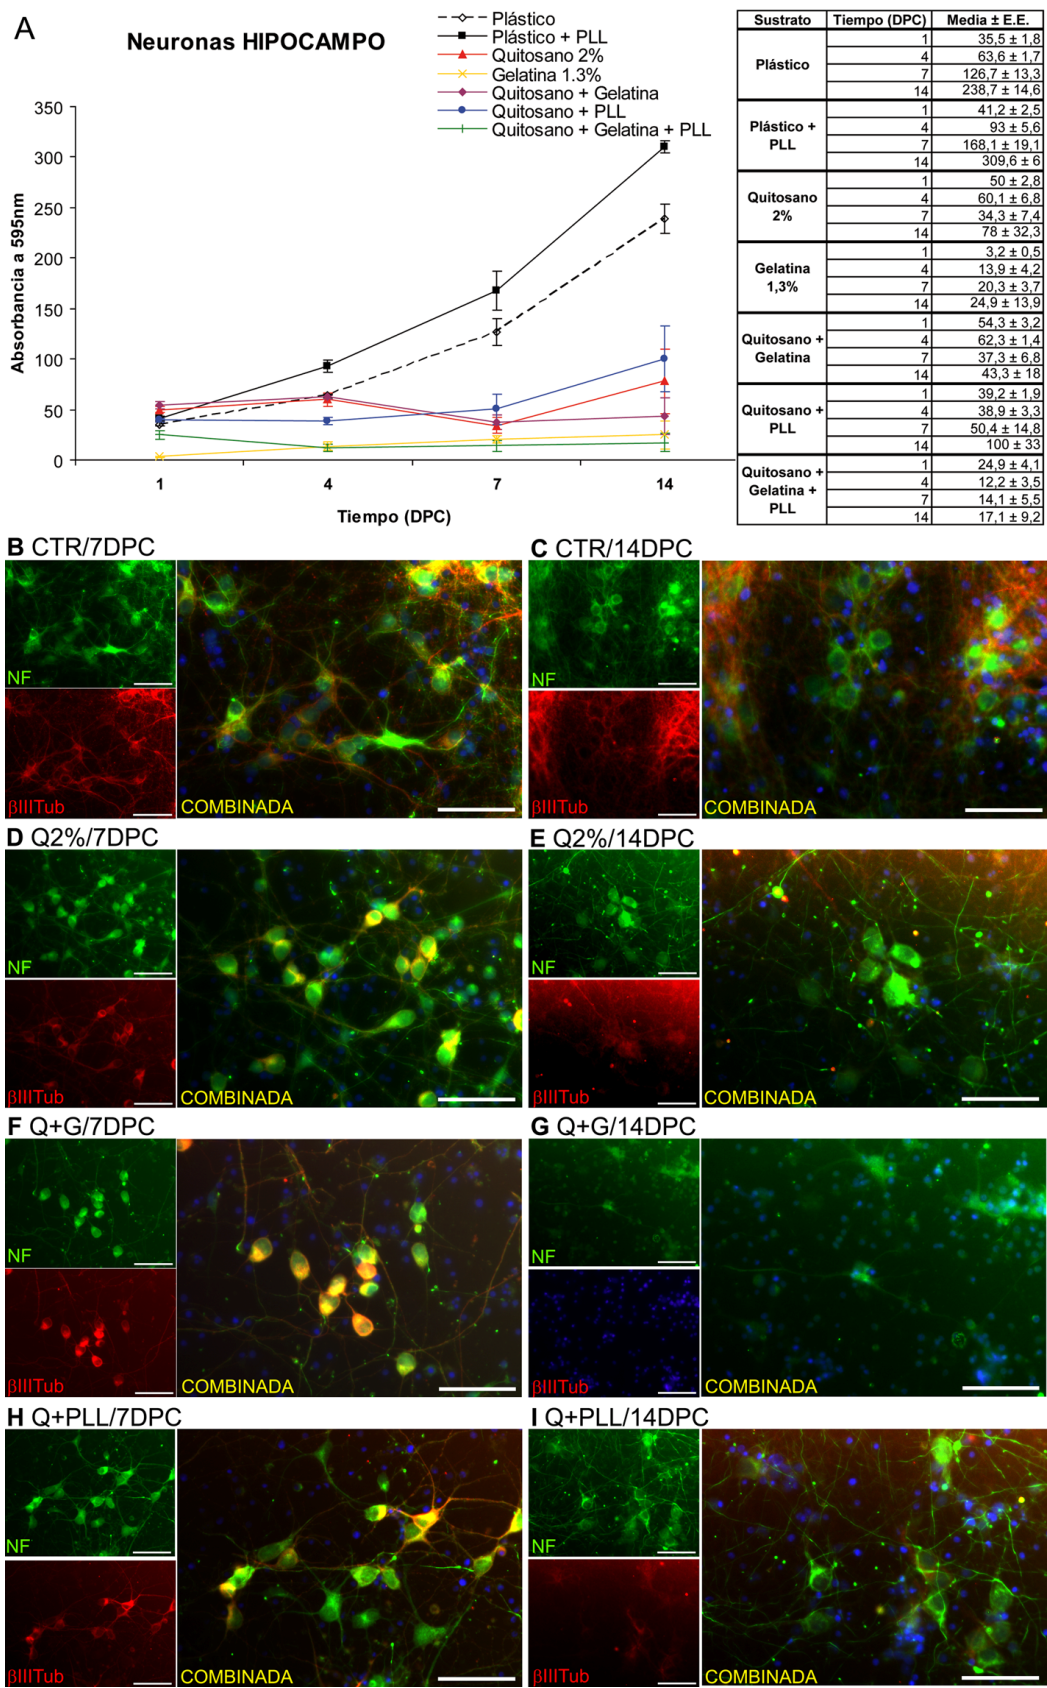 A
Neuronas HIPOCAMPO
Plástico
Plástico + PLL
Quitosano 2%
Gelatina 1.3%
Quitosano + Gelatina
Quitosano + PLL
Quitosano + Gelatina + PLL
Absorbancia a 595nm
350
300
250
200
150
100
50
0
1 4 7 14
Tiempo (DPC)
Sustrato Tiempo (DPC) Media ± E.E.
Plástico
1 35,5 ± 1,8
4 63,6 ± 1,7
7 126,7 ± 13,3
14 238,7 ± 14,6
Plástico +
PLL
1 41,2 ± 2,5
4 93 ± 5,6
7 168,1 ± 19,1
14 309,6 ± 6
Quitosano
2%
1 50 ± 2,8
4 60,1 ± 6,8
7 34,3 ± 7,4
14 78 ± 32,3
Gelatina
1,3%
1 3,2 ± 0,5
4 13,9 ± 4,2
7 20,3 ± 3,7
14 24,9 ± 13,9
Quitosano +
Gelatina
1 54,3 ± 3,2
4 62,3 ± 1,4
7 37,3 ± 6,8
14 43,3 ± 18
Quitosano +
PLL
1 39,2 ± 1,9
4 38,9 ± 3,3
7 50,4 ± 14,8
14 100 ± 33
Quitosano +
Gelatina +
PLL
1 24,9 ± 4,1
4 12,2 ± 3,5
7 14,1 ± 5,5
14 17,1 ± 9,2
B CTR/7DPC
NF
βIIITub
COMBINADA
C CTR/14DPC
NF
βIIITub
COMBINADA
D Q2%/7DPC
NF
βIIITub
COMBINADA
E Q2%/14DPC
NF
βIIITub
COMBINADA
F Q+G/7DPC
NF
βIIITub
COMBINADA
G Q+G/14DPC
NF
βIIITub
COMBINADA
H Q+PLL/7DPC
NF
βIIITub
COMBINADA
I Q+PLL/14DPC
NF
βIIITub
COMBINADA